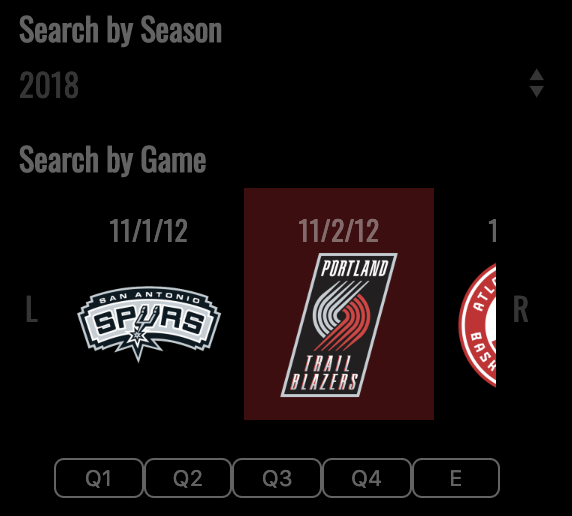 Search by Season
2018
Search by Game
11/1/12
11/2/12
1
SAN ANTONIO
SPURS
PORTLAND
TRAIL
BLAZERS
ATL
BASK
L
R
Q1
Q2
Q3
Q4
E